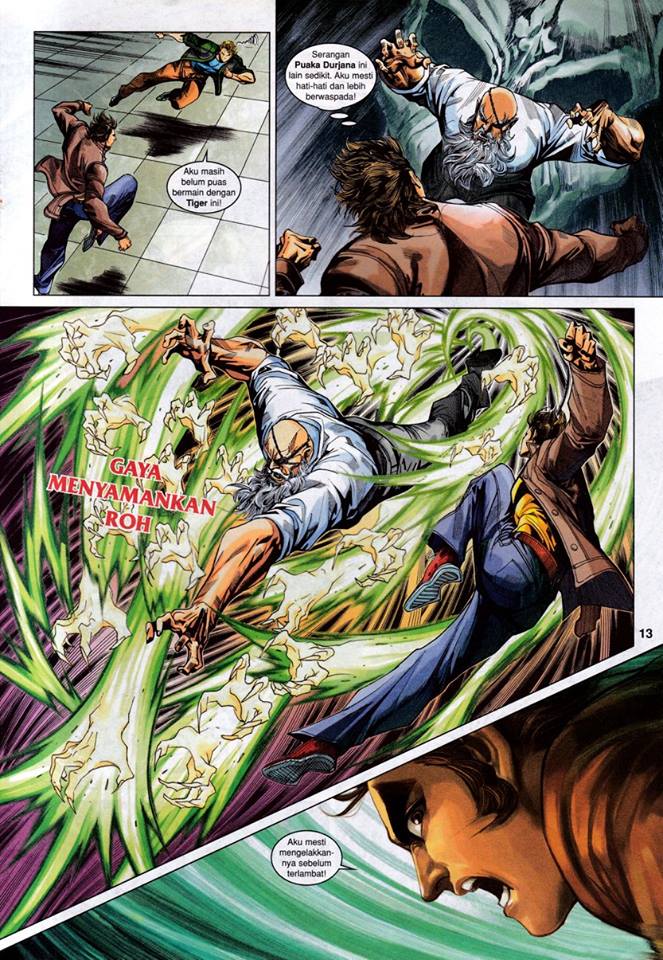 Aku masih
belum puas
bermain dengan
Tiger ini!
Serangan
Puaka Durjana ini
lain sedikit. Aku mesti
hati-hati dan lebih
berwaspada!
GAYA
MENYAMANKAN
ROH
13
Aku mesti
mengelakkan-
nya sebelum
terlambat!